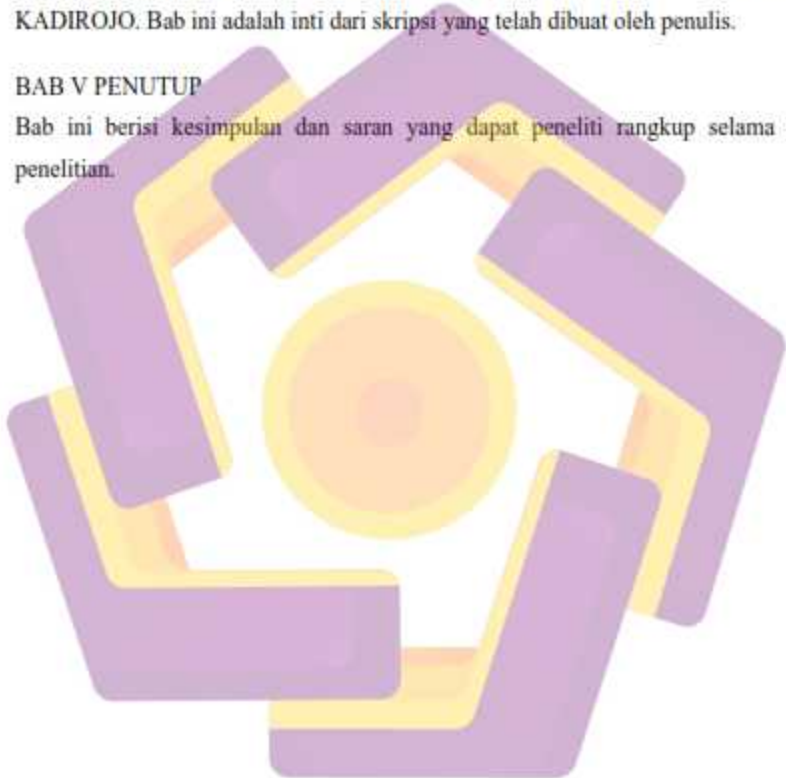 KADIROJO. Bab ini adalah inti dari skripsi yang telah dibuat oleh penulis.
BAB V PENUTUP
Bab ini berisi kesimpulan dan saran yang dapat peneliti rangkup selama
penelitian.